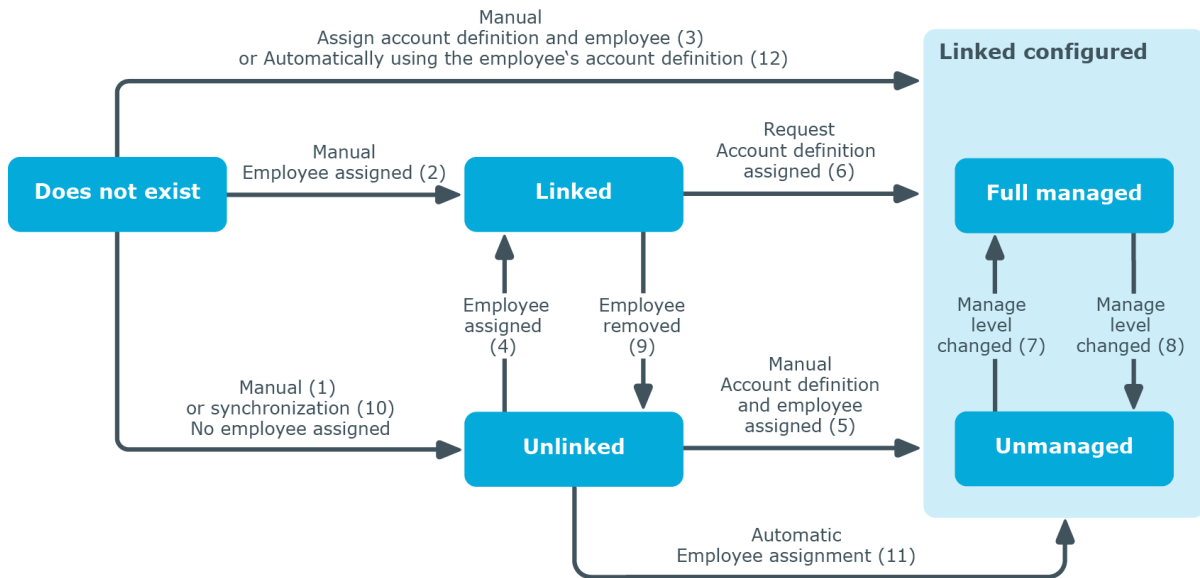 Manual
Assign account definition and employee (3)
or Automatically using the employee‘s account definition (12)
Linked configured
Manual
Employee assigned (2)
Request
Account definition
assigned (6)
Does not exist
Linked
Full managed
Employee
assigned
(4)
Employee
removed
(9)
Manage
level
changed (7)
Manage
level
changed (8)
Manual (1)
or synchronization (10)
No employee assigned
Manual
Account definition
and employee
assigned (5)
Unlinked
Unmanaged
Automatic
Employee assignment (11)